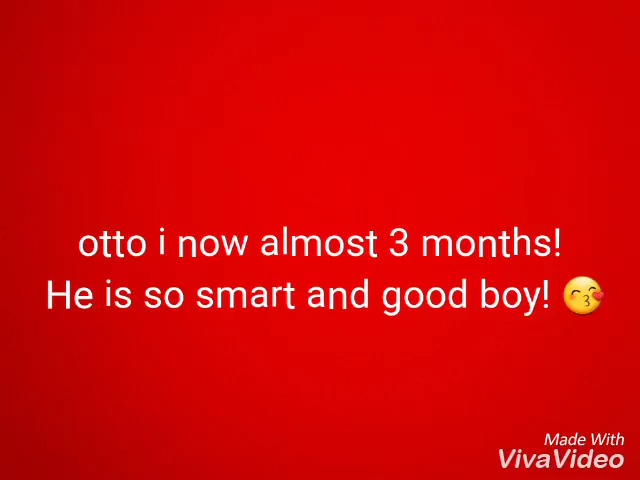 otto i now almost 3 months!
He is so smart and good boy! 😙
Made With
VivaVideo